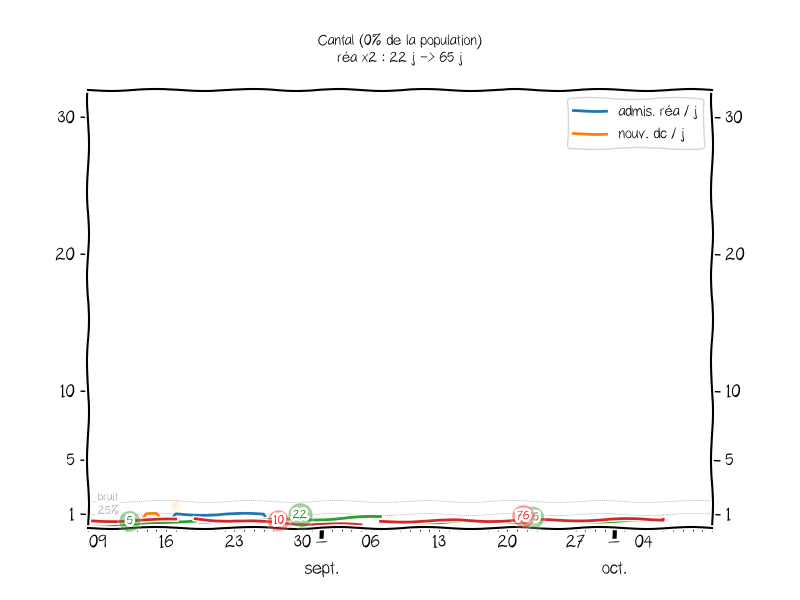 Cantal (0% de la population)
réa x2 : 22 j -> 65 j
admis. réa / j
nouv. dc / j
30
30
20
20
10
10
5
5
bruit
25%
1
1
5
10
22
76
09 16 23 30 06 13 20 27 04
sept. oct.